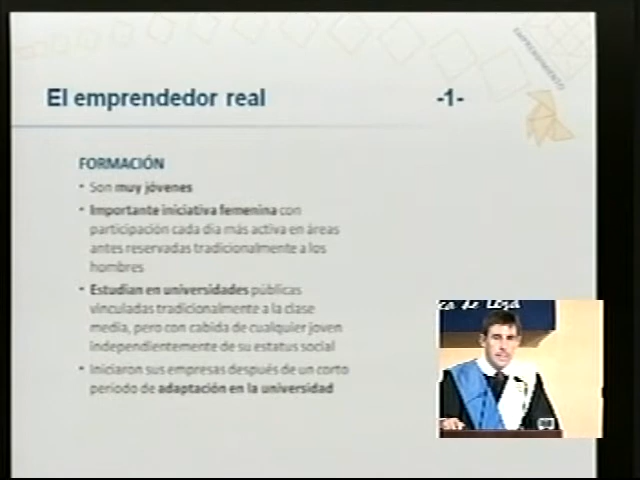 EMPRENDIMIENTO
El emprendedor real -1-
FORMACIÓN
• Son muy jóvenes
• Importante iniciativa femenina con
participación cada día más activa en áreas
antes reservadas tradicionalmente a los
hombres
• Estudian en universidades públicas
vinculadas tradicionalmente a la clase
media, pero con cabida de cualquier joven
independientemente de su estatus social
• Iniciaron sus empresas después de un corto
periodo de adaptación en la universidad
de Loja